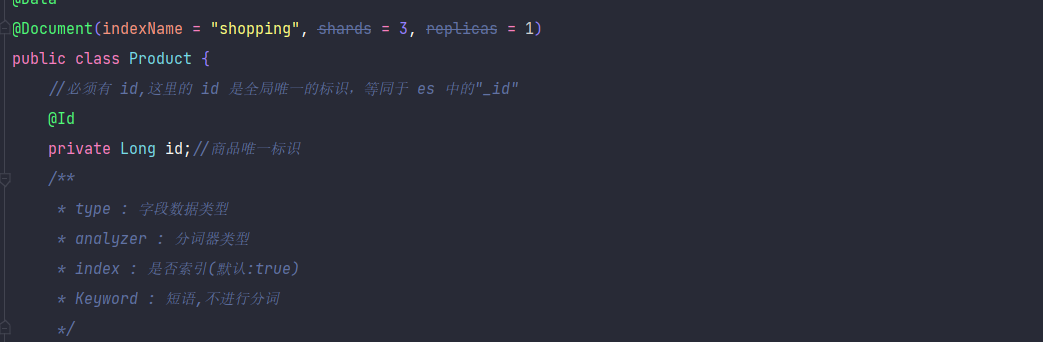 @Data
@Document(indexName = "shopping", shards = 3, replicas = 1)
public class Product {
//必须有 id,这里的 id 是全局唯一的标识，等同于 es 中的"_id"
@Id
private Long id;//商品唯一标识
/**
* type : 字段数据类型
* analyzer : 分词器类型
* index : 是否索引(默认:true)
* Keyword : 短语,不进行分词
*/